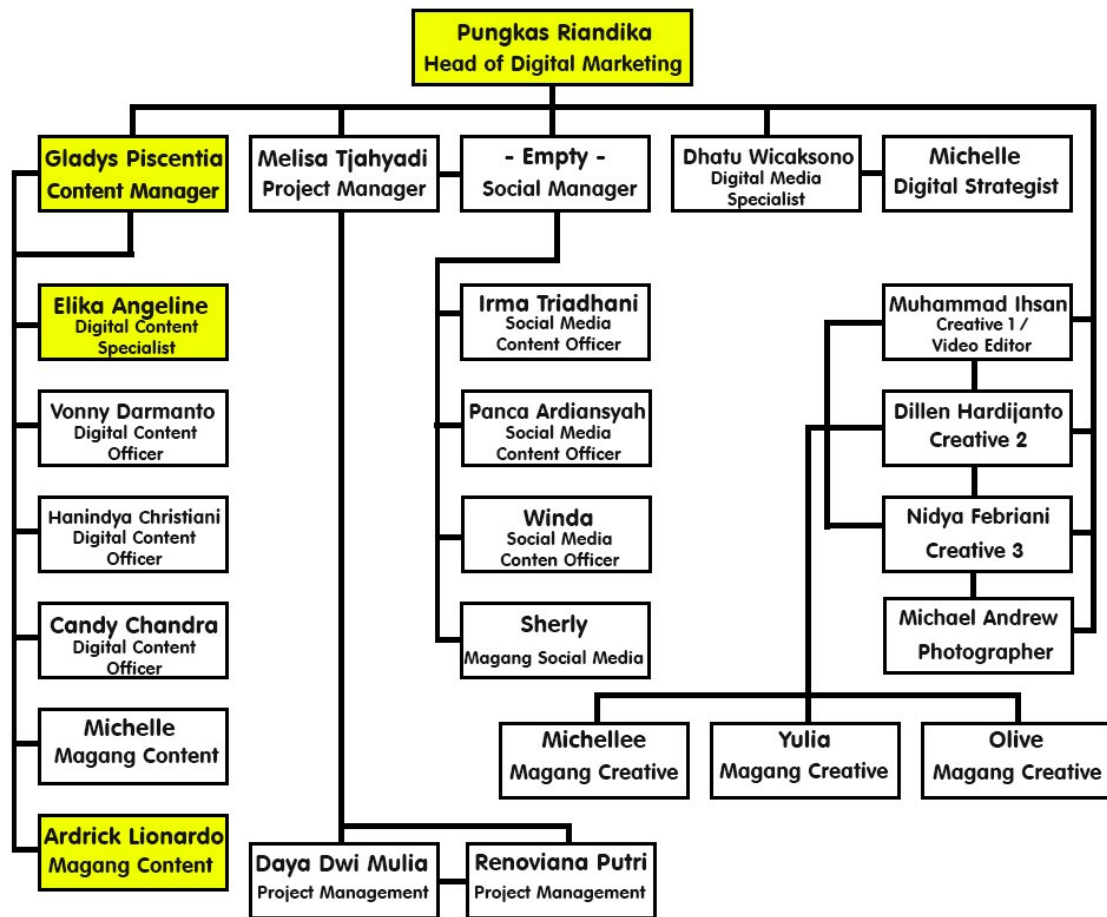 Pungkas Riandika
Head of Digital Marketing
Gladys Piscentia
Content Manager
Melisa Tjahyadi
Project Manager
- Empty -
Social Manager
Dhatu Wicaksono
Digital Media
Specialist
Michelle
Digital Strategist
Elika Angeline
Digital Content
Specialist
Vonny Darmanto
Digital Content
Officer
Hanindya Christiani
Digital Content
Officer
Candy Chandra
Digital Content
Officer
Michelle
Magang Content
Ardrick Lionardo
Magang Content
Irma Triadhani
Social Media
Content Officer
Panca Ardiansyah
Social Media
Content Officer
Winda
Social Media
Conten Officer
Sherly
Magang Social Media
Muhammad Ihsan
Creative 1 /
Video Editor
Dillen Hardijanto
Creative 2
Nidya Febriani
Creative 3
Michael Andrew
Photographer
Michellee
Magang Creative
Yulia
Magang Creative
Olive
Magang Creative
Daya Dwi Mulia
Project Management
Renoviana Putri
Project Management